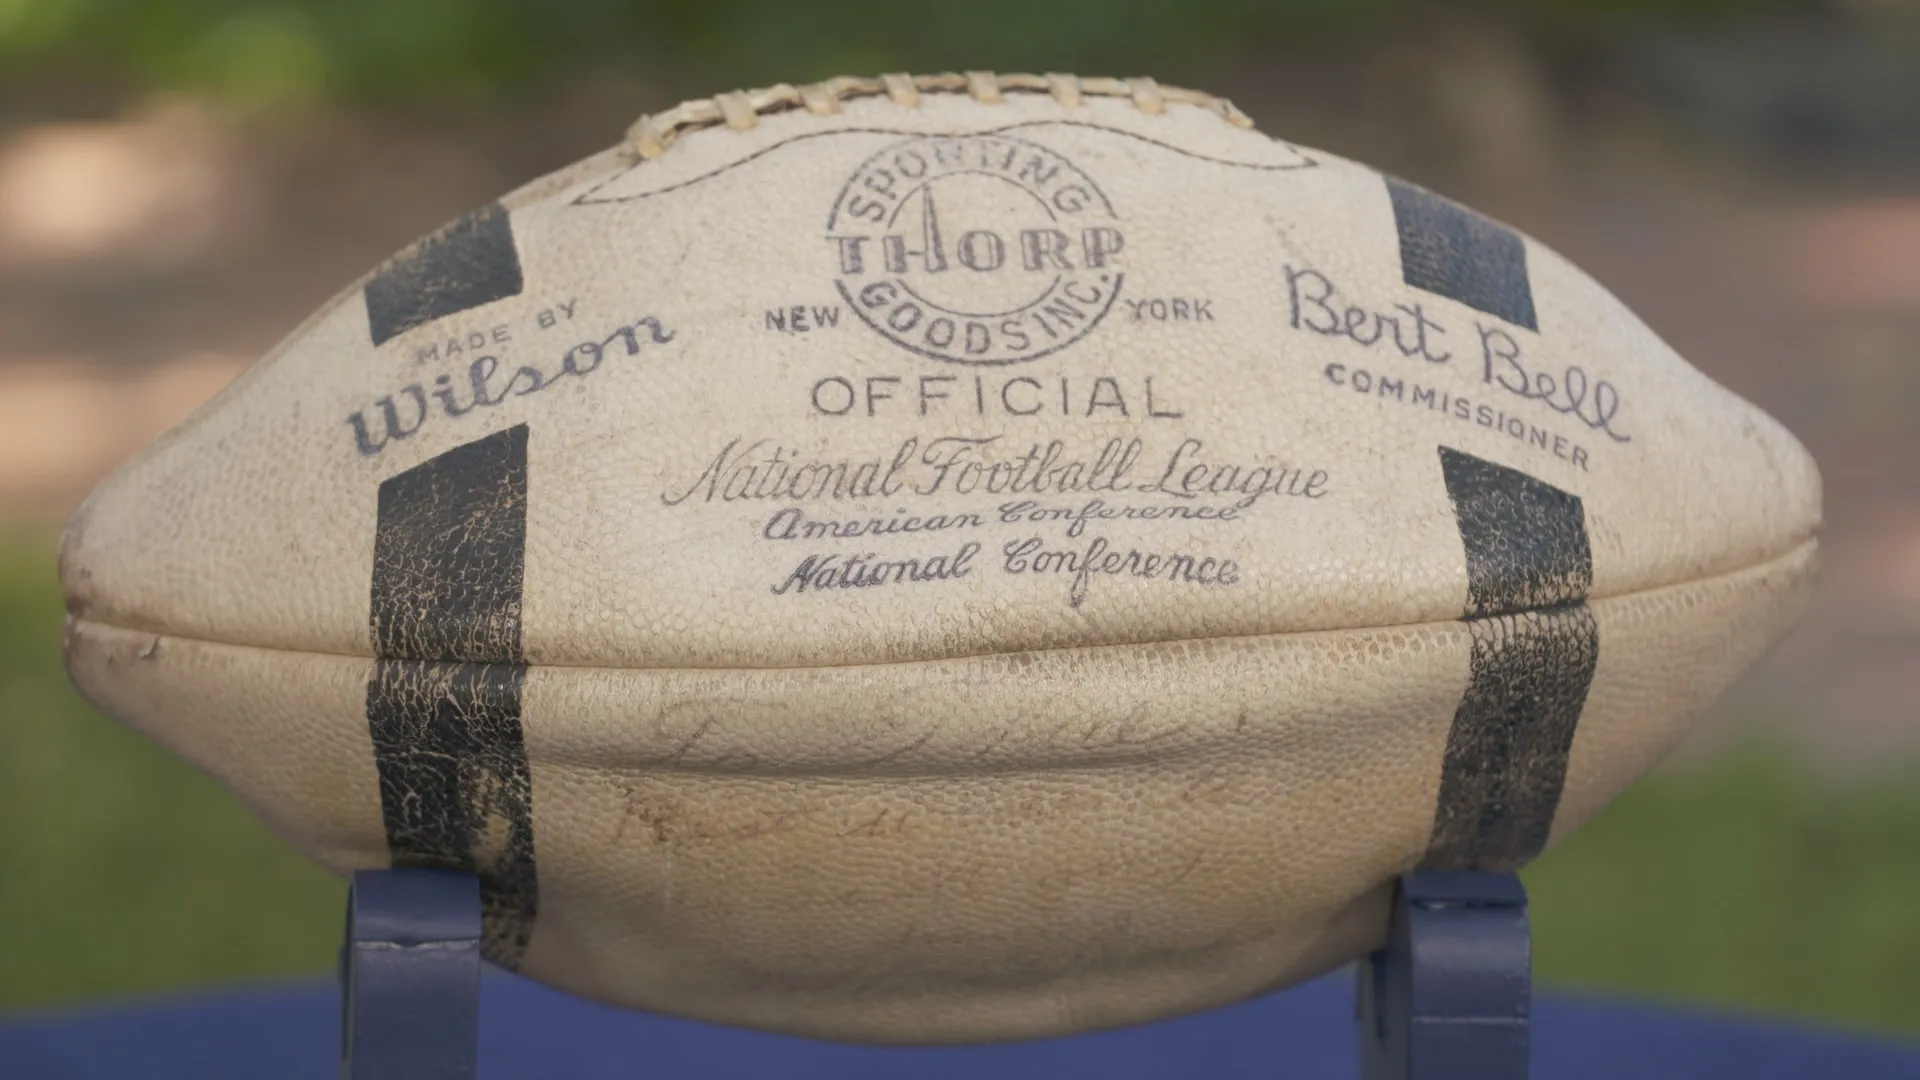 SPORTING
THORP
GOODS INC.
NEW YORK
MADE BY
Wilson
Bert Bell
COMMISSIONER
OFFICIAL
National Football League
American Conference
National Conference